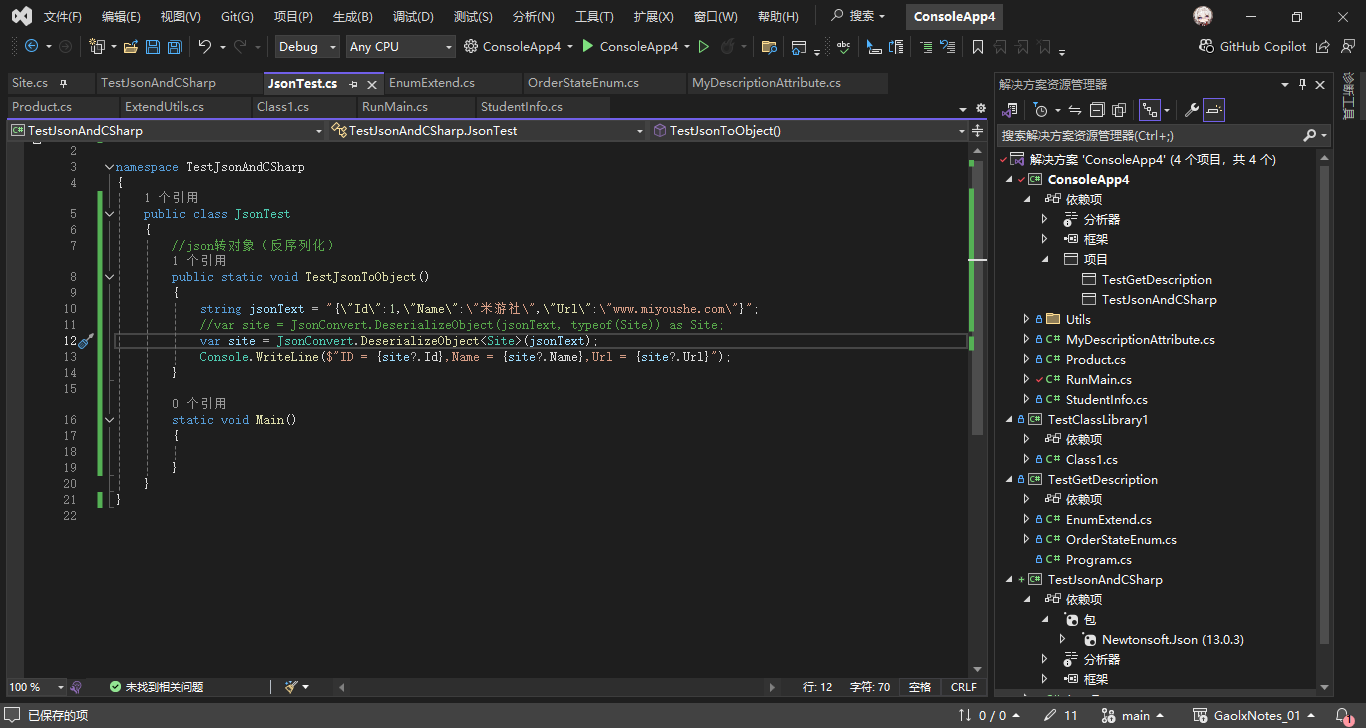 文件(F) 编辑(E) 视图(V) Git(G) 项目(P) 生成(B) 调试(D) 测试(S) 分析(N) 工具(T) 扩展(X) 窗口(W) 帮助(H) 搜索 ConsoleApp4
Debug Any CPU ConsoleApp4 ConsoleApp4 GitHub Copilot
Site.cs TestJsonAndCSharp JsonTest.cs EnumExtend.cs OrderStateEnum.cs MyDescriptionAttribute.cs
Product.cs ExtendUtils.cs Class1.cs RunMain.cs StudentInfo.cs
TestJsonAndCSharp TestJsonAndCSharp.JsonTest TestJsonToObject()
2
3 namespace TestJsonAndCSharp
4 {
1 个引用
5 public class JsonTest
6 {
7 //json转对象（反序列化）
1 个引用
8 public static void TestJsonToObject()
9 {
10 string jsonText = "{\"Id\":1,\"Name\":\"米游社\",\"Url\":\"www.miyoushe.com\"}";
11 //var site = JsonConvert.DeserializeObject(jsonText, typeof(Site)) as Site;
12 var site = JsonConvert.DeserializeObject<Site>(jsonText);
13 Console.WriteLine($"ID = {site?.Id},Name = {site?.Name},Url = {site?.Url}");
14 }
15
0 个引用
16 static void Main()
17 {
18
19 }
20 }
21 }
22
100 % 未找到相关问题 行: 12 字符: 70 空格 CRLF
解决方案资源管理器
搜索解决方案资源管理器(Ctrl+;)
解决方案 'ConsoleApp4' (4 个项目，共 4 个)
ConsoleApp4
依赖项
分析器
框架
项目
TestGetDescription
TestJsonAndCSharp
Utils
C# MyDescriptionAttribute.cs
C# Product.cs
C# RunMain.cs
C# StudentInfo.cs
TestClassLibrary1
依赖项
C# Class1.cs
TestGetDescription
依赖项
C# EnumExtend.cs
C# OrderStateEnum.cs
C# Program.cs
TestJsonAndCSharp
依赖项
包
Newtonsoft.Json (13.0.3)
分析器
框架
诊断工具
已保存的项 0 / 0 11 main GaolxNotes_01 1